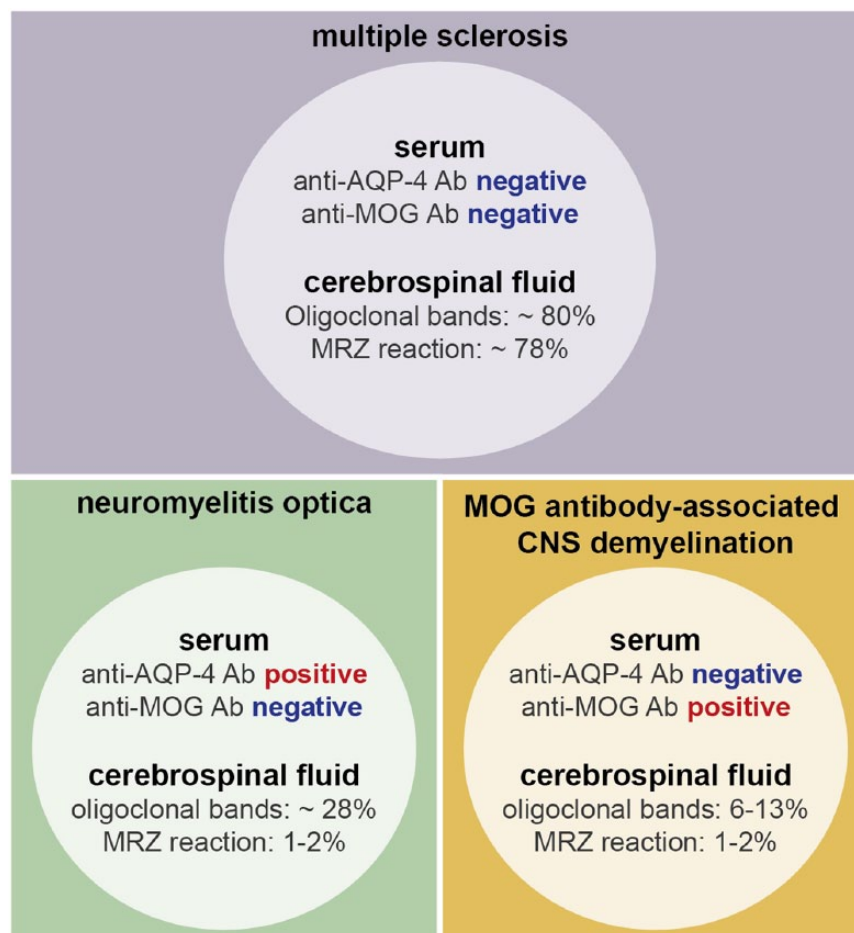 multiple sclerosis
serum
anti-AQP-4 Ab negative
anti-MOG Ab negative
cerebrospinal fluid
Oligoclonal bands: ~ 80%
MRZ reaction: ~ 78%
neuromyelitis optica
serum
anti-AQP-4 Ab positive
anti-MOG Ab negative
cerebrospinal fluid
oligoclonal bands: ~ 28%
MRZ reaction: 1-2%
MOG antibody-associated
CNS demyelination
serum
anti-AQP-4 Ab negative
anti-MOG Ab positive
cerebrospinal fluid
oligoclonal bands: 6-13%
MRZ reaction: 1-2%